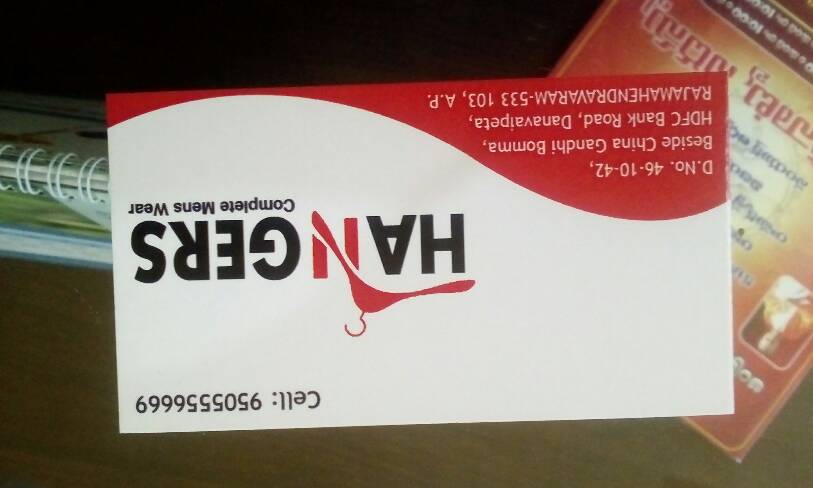 Cell: 9505556669
HANGERS
Complete Mens Wear
D.No. 46-10-42,
Beside China Gandhi Bomma,
HDFC Bank Road, Danavaipeta,
RAJAMAHENDRAVARAM-533 103, A.P.